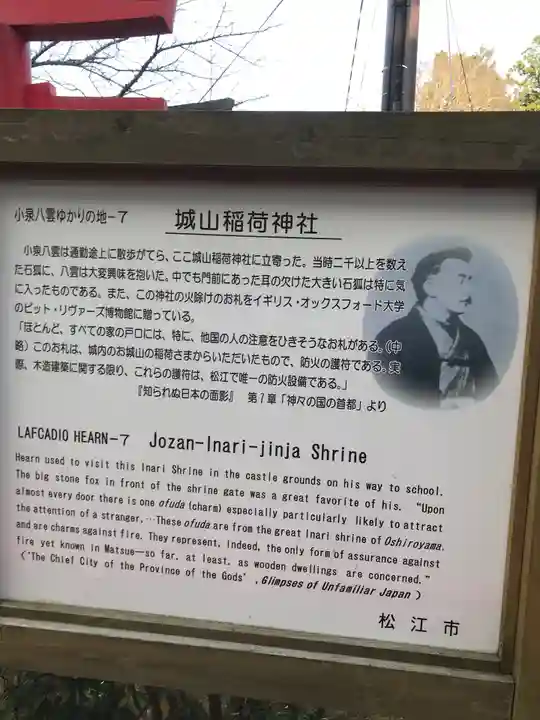 小泉八雲ゆかりの地−7 城山稲荷神社
小泉八雲は通勤途上に散歩がてら、ここ城山稲荷神社に立寄った。当時二千以上を数え
た石狐に、八雲は大変興味を抱いた。中でも門前にあった耳の欠けた大きい石狐は特に気
に入ったものである。また、この神社の火除けのお札をイギリス・オックスフォード大学
のピット・リヴァーズ博物館に贈っている。
「ほとんど、すべての家の戸口には、特に、他国の人の注意をひきそうなお札がある。（中
略）このお札は、城内のお城山の稲荷さまからいただいたもので、防火の護符である。実
際、木造建築に関する限り、これらの護符は、松江で唯一の防火設備である。」
『知られぬ日本の面影』 第7章「神々の国の首都」より
LAFCADIO HEARN−7 Jozan-Inari-jinja Shrine
Hearn used to visit this Inari Shrine in the castle grounds on his way to school.
The big stone fox in front of the shrine gate was a great favorite of his. “Upon
almost every door there is one ofuda (charm) especially particularly likely to attract
the attention of a stranger,…These ofuda are from the great Inari shrine of Oshiroyama,
and are charms against fire. They represent, indeed, the only form of assurance against
fire yet known in Matsue—so far, at least, as wooden dwellings are concerned.”
(‘The Chief City of the Province of the Gods’, Glimpses of Unfamiliar Japan )
松江市